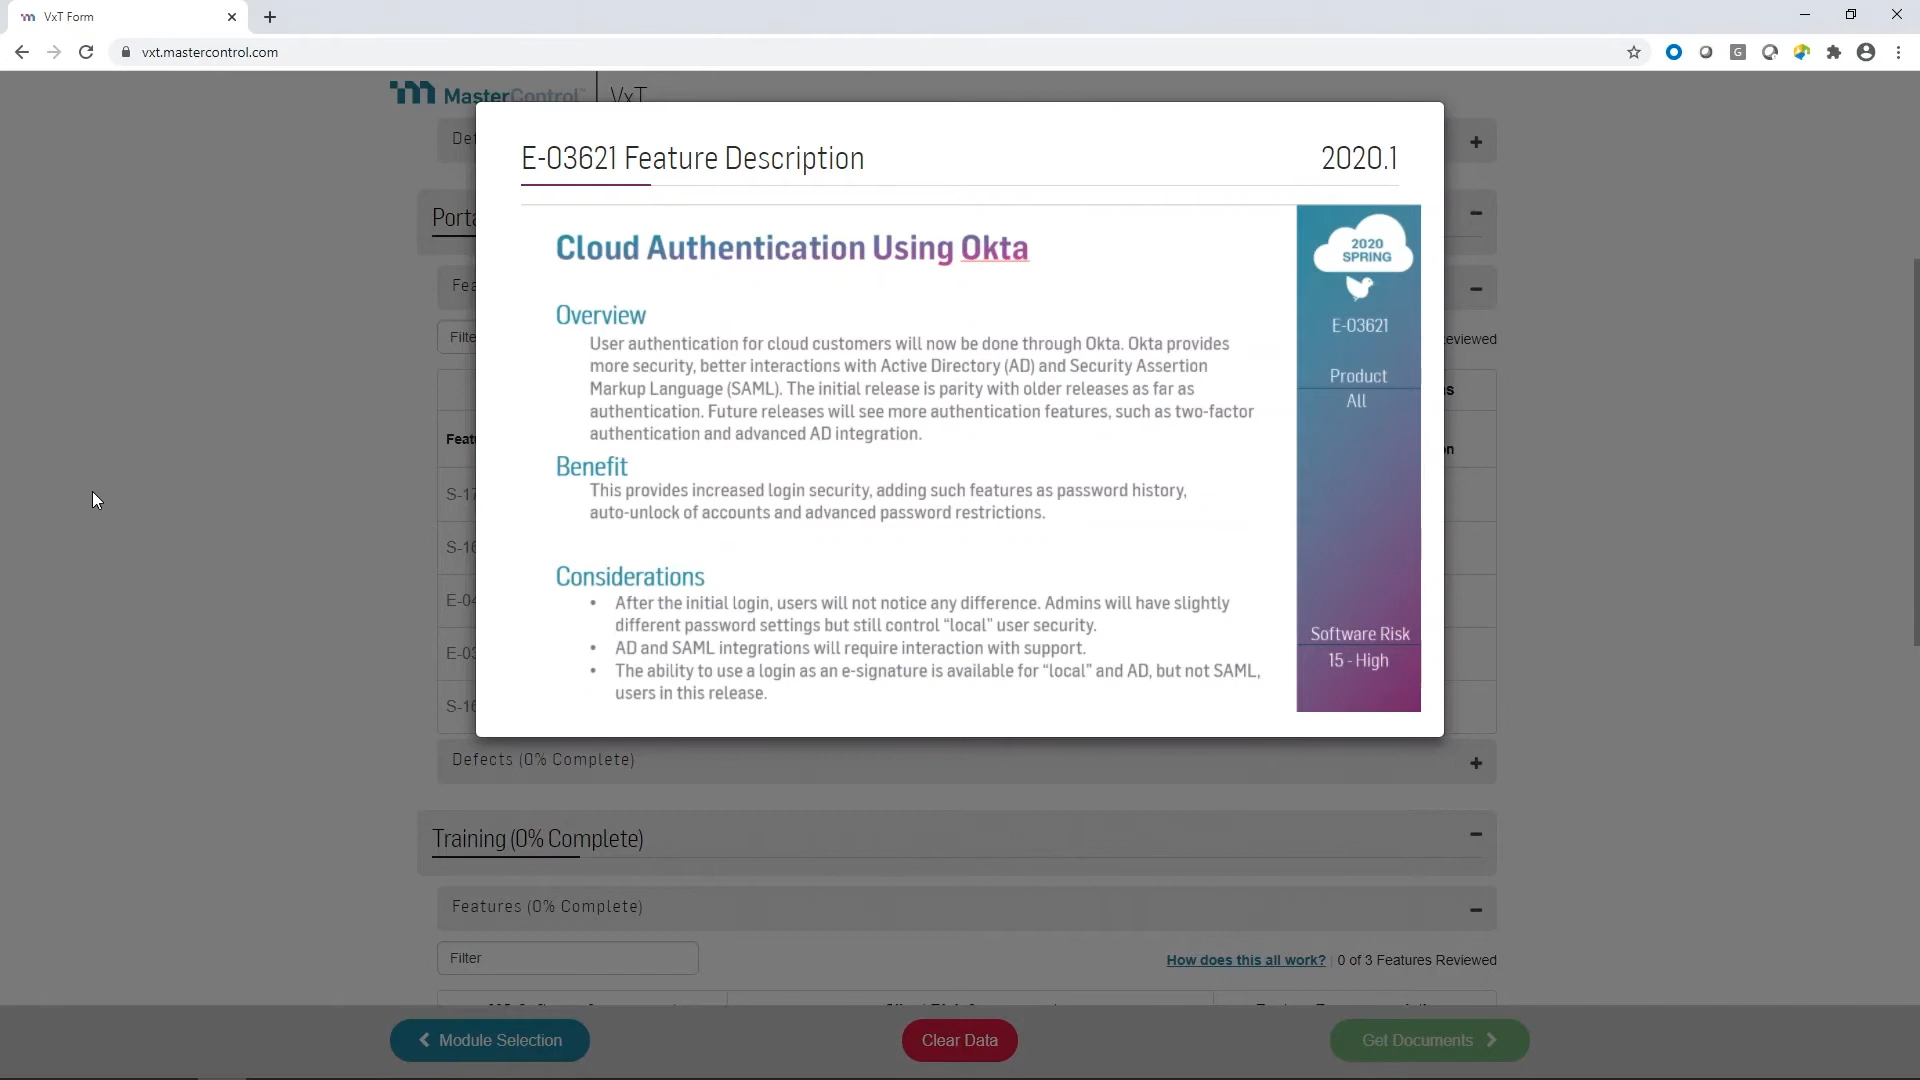 VxT Form
vxt.mastercontrol.com
MasterControl VxT
E-03621 Feature Description 2020.1
Cloud Authentication Using Okta
2020
SPRING
E-03621
Product
All
Software Risk
15 - High
Overview
User authentication for cloud customers will now be done through Okta. Okta provides
more security, better interactions with Active Directory (AD) and Security Assertion
Markup Language (SAML). The initial release is parity with older releases as far as
authentication. Future releases will see more authentication features, such as two-factor
authentication and advanced AD integration.
Benefit
This provides increased login security, adding such features as password history,
auto-unlock of accounts and advanced password restrictions.
Considerations
• After the initial login, users will not notice any difference. Admins will have slightly
different password settings but still control “local” user security.
• AD and SAML integrations will require interaction with support.
• The ability to use a login as an e-signature is available for “local” and AD, but not SAML,
users in this release.
Defects (0% Complete)
Training (0% Complete)
Features (0% Complete)
Filter
How does this all work? | 0 of 3 Features Reviewed
Module Selection
Clear Data
Get Documents